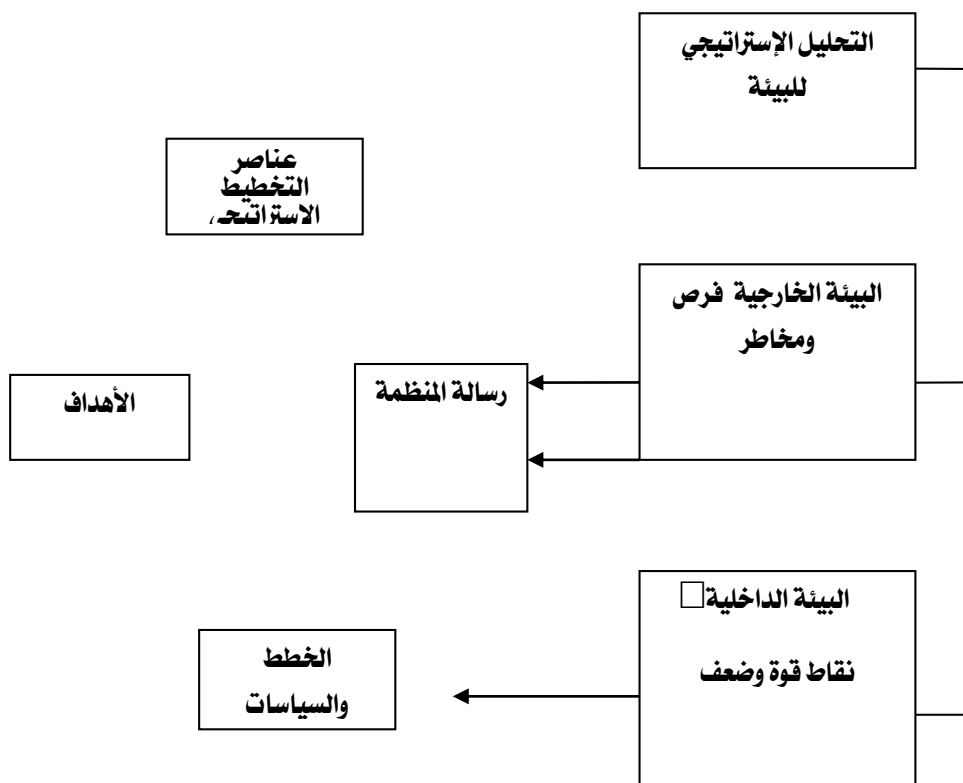 التحليل الإستراتيجي
للبيئة
عناصر
التخطيط
البيئة الخارجية فرص
ومخاطر
رسالة المنظمة
الأهداف
البيئة الداخلية
نقاط قوة وضعف
الخطط
والسياسات